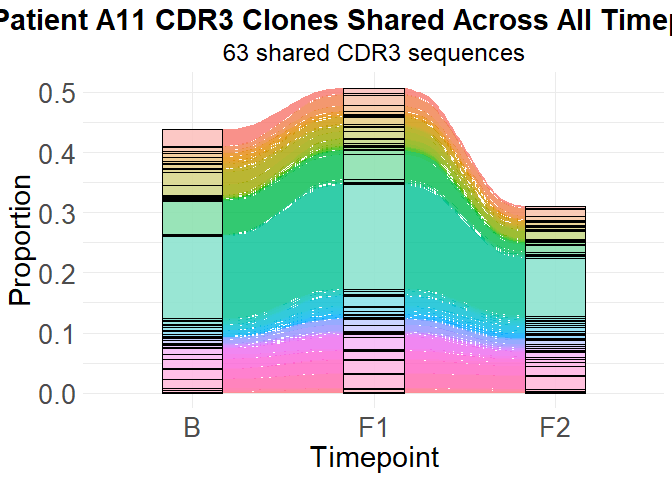 Patient A11 CDR3 Clones Shared Across All
63 shared CDR3 sequences
0.5
0.4
0.3
0.2
0.1
0.0
Proportion
B F1 F2
Timepoint